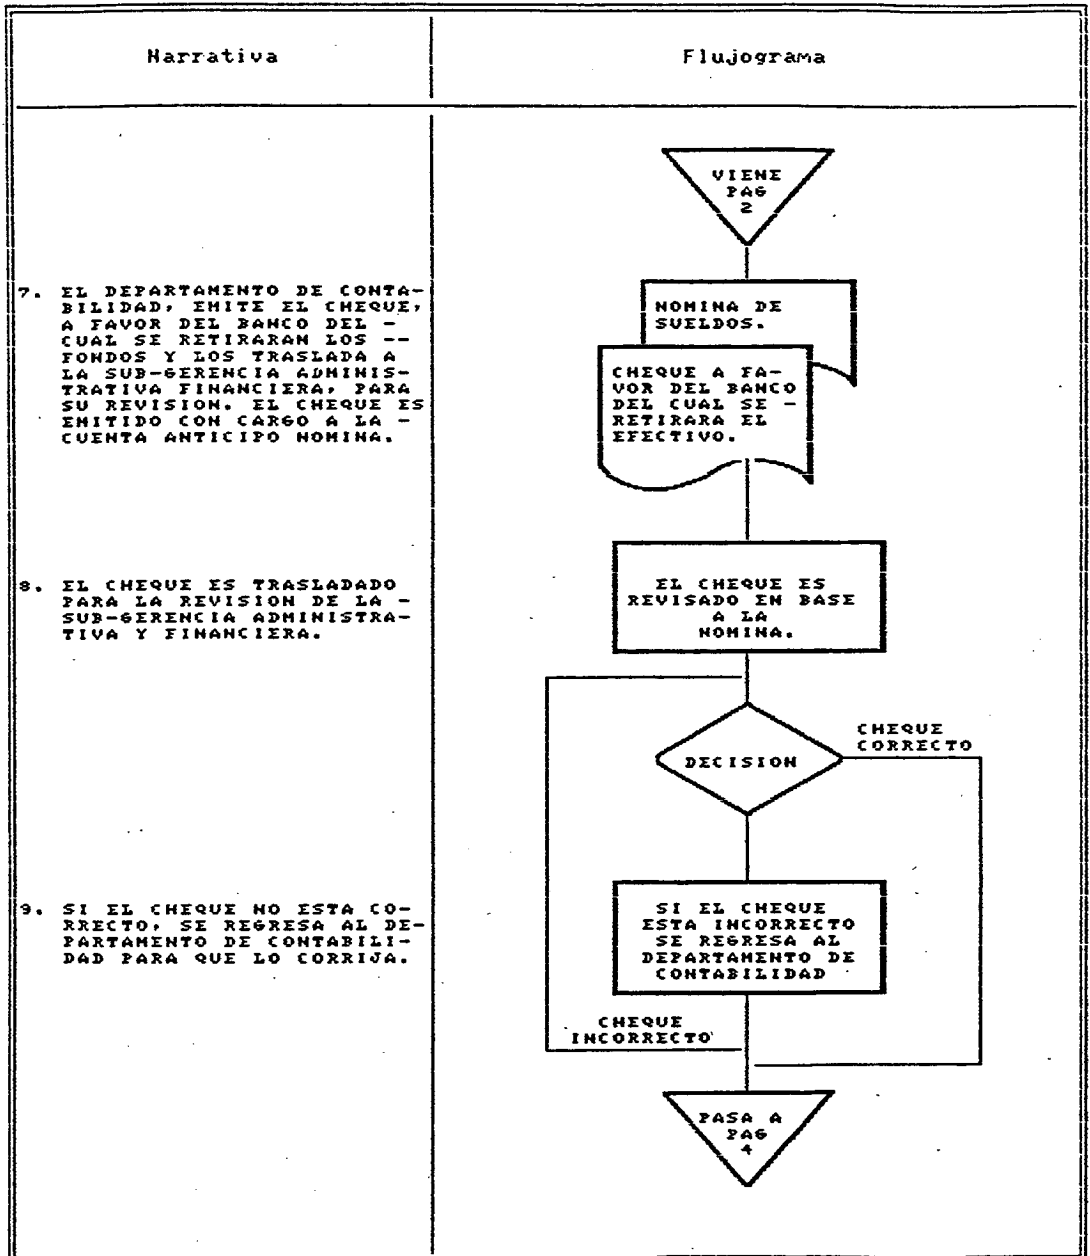 Narrativa
Flujograma
VIENE
PAG
2
7. EL DEPARTAMENTO DE CONTA-
BILIDAD, EMITE EL CHEQUE,
A FAVOR DEL BANCO DEL -
CUAL SE RETIRARAN LOS --
FONDOS Y LOS TRASLADA A
LA SUB-GERENCIA ADMINIS-
TRATIVA FINANCIERA, PARA
SU REVISION. EL CHEQUE ES
EMITIDO CON CARGO A LA -
CUENTA ANTICIPO NOMINA.
NOMINA DE
SUELDOS.
CHEQUE A FA-
VOR DEL BANCO
DEL CUAL SE -
RETIRARA EL
EFECTIVO.
8. EL CHEQUE ES TRASLADADO
PARA LA REVISION DE LA -
SUB-GERENCIA ADMINISTRA-
TIVA Y FINANCIERA.
EL CHEQUE ES
REVISADO EN BASE
A LA
NOMINA.
DECISION
CHEQUE
CORRECTO
9. SI EL CHEQUE NO ESTA CO-
RRECTO, SE REGRESA AL DE-
PARTAMENTO DE CONTABILI-
DAD PARA QUE LO CORRIJA.
SI EL CHEQUE
ESTA INCORRECTO
SE REGRESA AL
DEPARTAMENTO DE
CONTABILIDAD
CHEQUE
INCORRECTO
PASA A
PAG
4